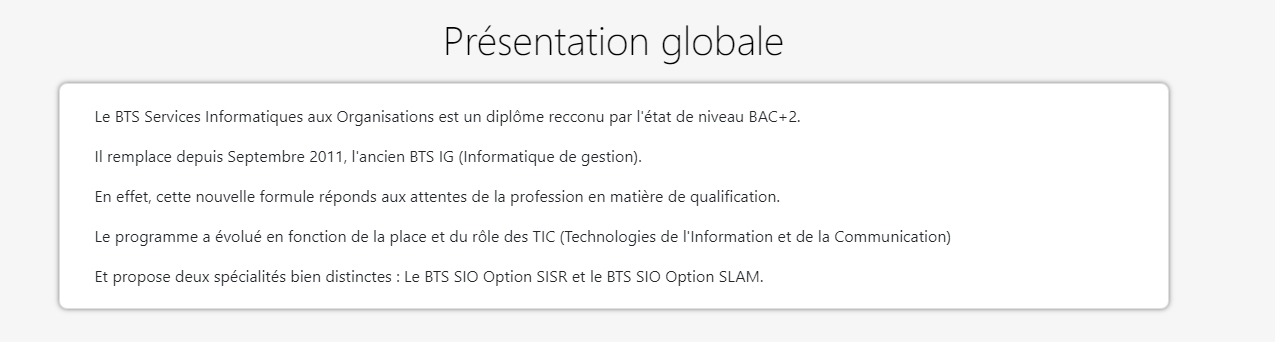 Présentation globale
Le BTS Services Informatiques aux Organisations est un diplôme recconu par l'état de niveau BAC+2.
Il remplace depuis Septembre 2011, l'ancien BTS IG (Informatique de gestion).
En effet, cette nouvelle formule réponds aux attentes de la profession en matière de qualification.
Le programme a évolué en fonction de la place et du rôle des TIC (Technologies de l'Information et de la Communication)
Et propose deux spécialités bien distinctes : Le BTS SIO Option SISR et le BTS SIO Option SLAM.